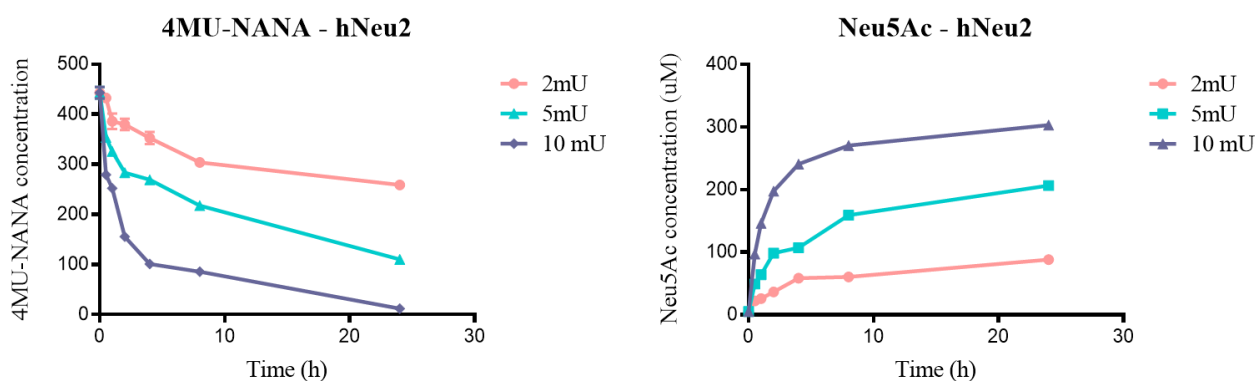 4MU-NANA - hNeu2
4MU-NANA concentration
500
400
300
200
100
0
0 10 20 30
Time (h)
2mU
5mU
10 mU
Neu5Ac - hNeu2
Neu5Ac concentration (uM)
400
300
200
100
0
0 10 20 30
Time (h)
2mU
5mU
10 mU